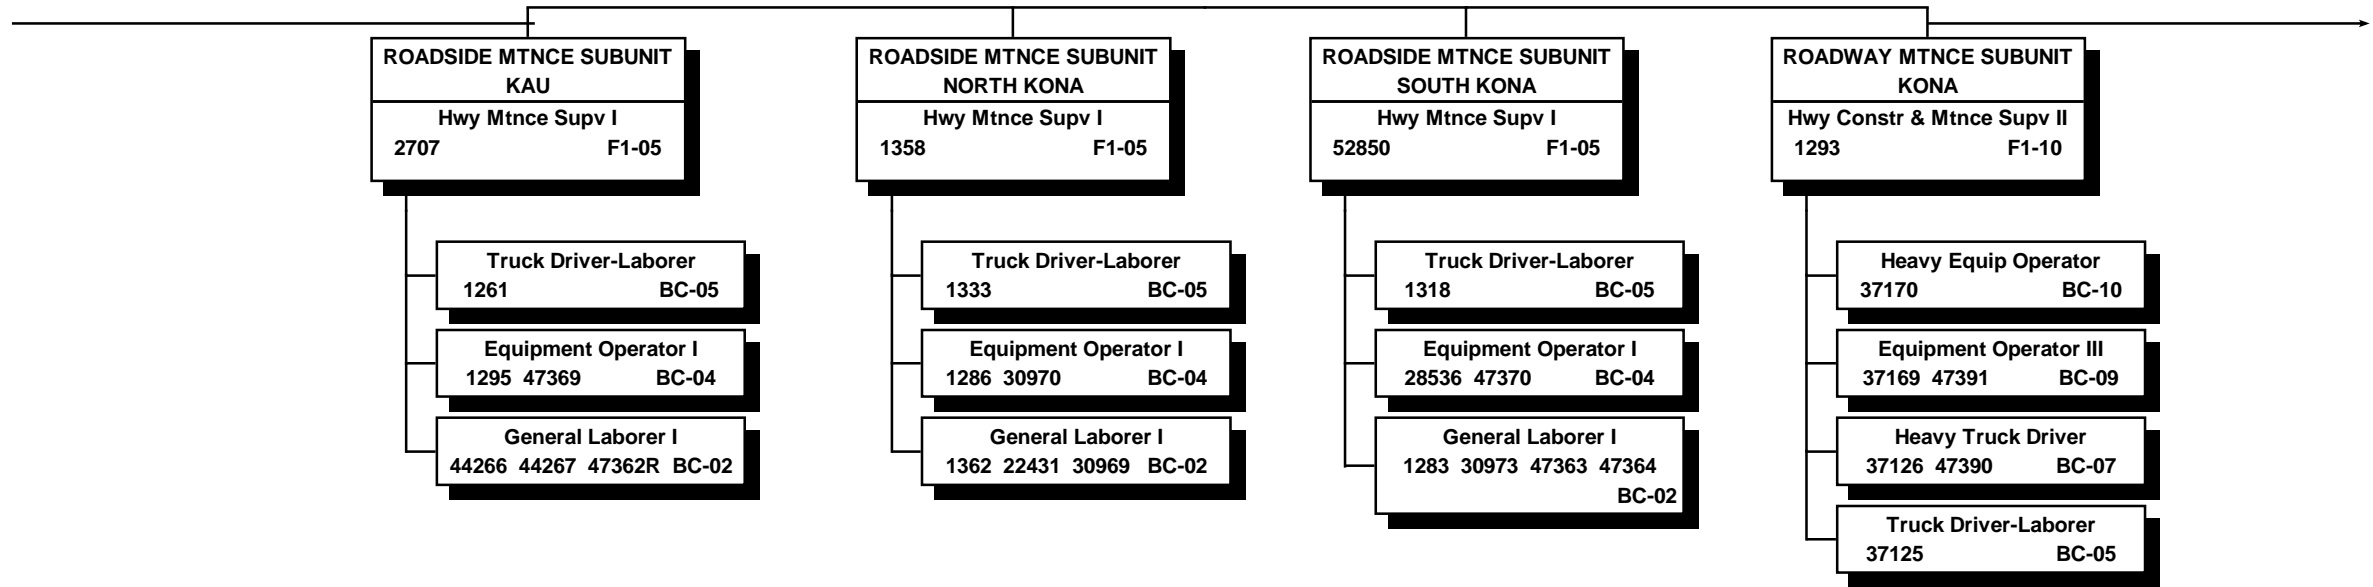 ROADSIDE MTNCE SUBUNIT
KAU
Hwy Mtnce Supv I
2707 F1-05
Truck Driver-Laborer
1261 BC-05
Equipment Operator I
1295 47369 BC-04
General Laborer I
44266 44267 47362R BC-02
ROADSIDE MTNCE SUBUNIT
NORTH KONA
Hwy Mtnce Supv I
1358 F1-05
Truck Driver-Laborer
1333 BC-05
Equipment Operator I
1286 30970 BC-04
General Laborer I
1362 22431 30969 BC-02
ROADSIDE MTNCE SUBUNIT
SOUTH KONA
Hwy Mtnce Supv I
52850 F1-05
Truck Driver-Laborer
1318 BC-05
Equipment Operator I
28536 47370 BC-04
General Laborer I
1283 30973 47363 47364
BC-02
ROADWAY MTNCE SUBUNIT
KONA
Hwy Constr & Mtnce Supv II
1293 F1-10
Heavy Equip Operator
37170 BC-10
Equipment Operator III
37169 47391 BC-09
Heavy Truck Driver
37126 47390 BC-07
Truck Driver-Laborer
37125 BC-05